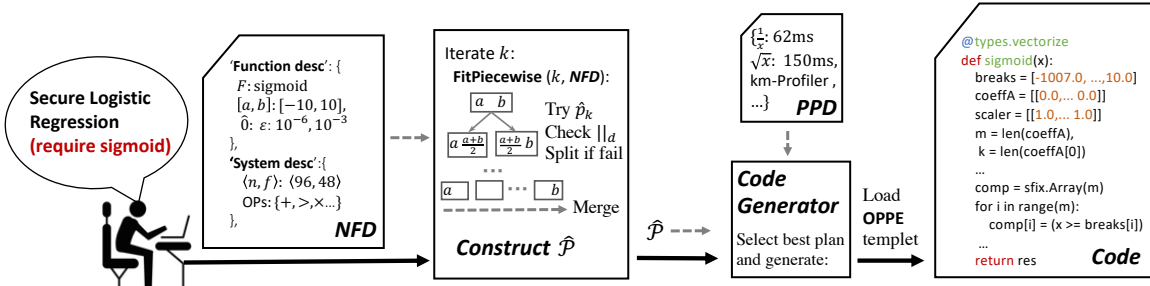 Secure Logistic
Regression
(require sigmoid)
‘Function desc’: {
F: sigmoid
[a, b]: [−10, 10],
0̂: ε: 10⁻⁶, 10⁻³
},
‘System desc’:{
⟨n, f⟩: ⟨96, 48⟩
OPs: {+, >, ×…}
},
NFD
Iterate k:
FitPiecewise (k, NFD):
a b
Try p̂ₖ
Check ||d
Split if fail
a (a+b)/2 (a+b)/2 b
…
a … b
Merge
Construct 𝒫̂
𝒫̂
{1/x: 62ms
√x: 150ms,
km-Profiler ,
…}
PPD
Code
Generator
Select best plan
and generate:
Load
OPPE
templet
@types.vectorize
def sigmoid(x):
breaks = [-1007.0, ...,10.0]
coeffA = [[0.0,... 0.0]]
scaler = [[1.0,... 1.0]]
m = len(coeffA),
k = len(coeffA[0])
…
comp = sfix.Array(m)
for i in range(m):
comp[i] = (x >= breaks[i])
…
return res
Code